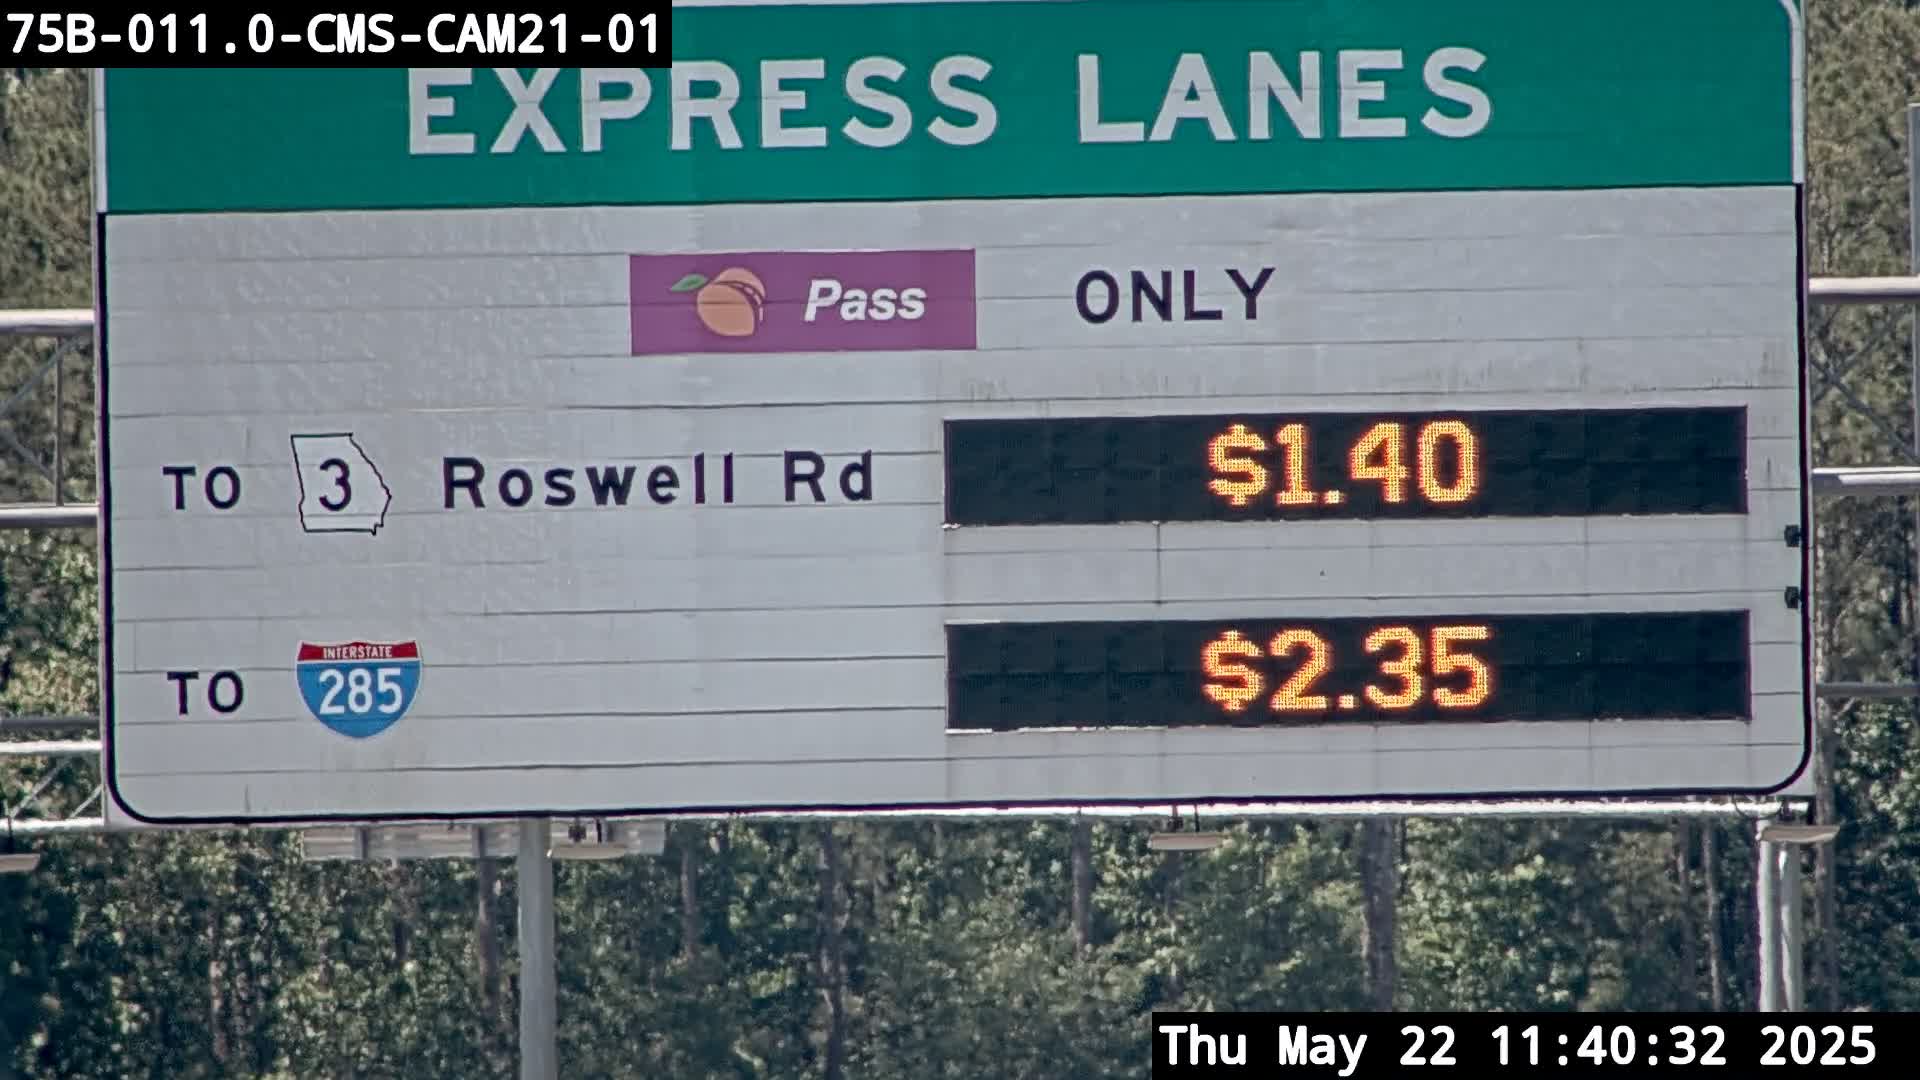 75B-011.0-CMS-CAM21-01
EXPRESS LANES
Pass ONLY
TO 3 Roswell Rd $1.40
INTERSTATE
TO 285 $2.35
Thu May 22 11:40:32 2025